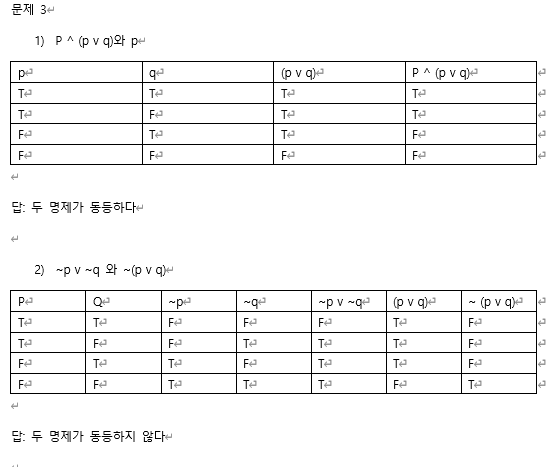 문제 3
1) P ^ (p v q)와 p
p q (p v q) P ^ (p v q)
T T T T
T F T T
F T T F
F F F F
답: 두 명제가 동등하다
2) ~p v ~q 와 ~(p v q)
P Q ~p ~q ~p v ~q (p v q) ~ (p v q)
T T F F F T F
T F F T T T F
F T T F T T F
F F T T T F T
답: 두 명제가 동등하지 않다